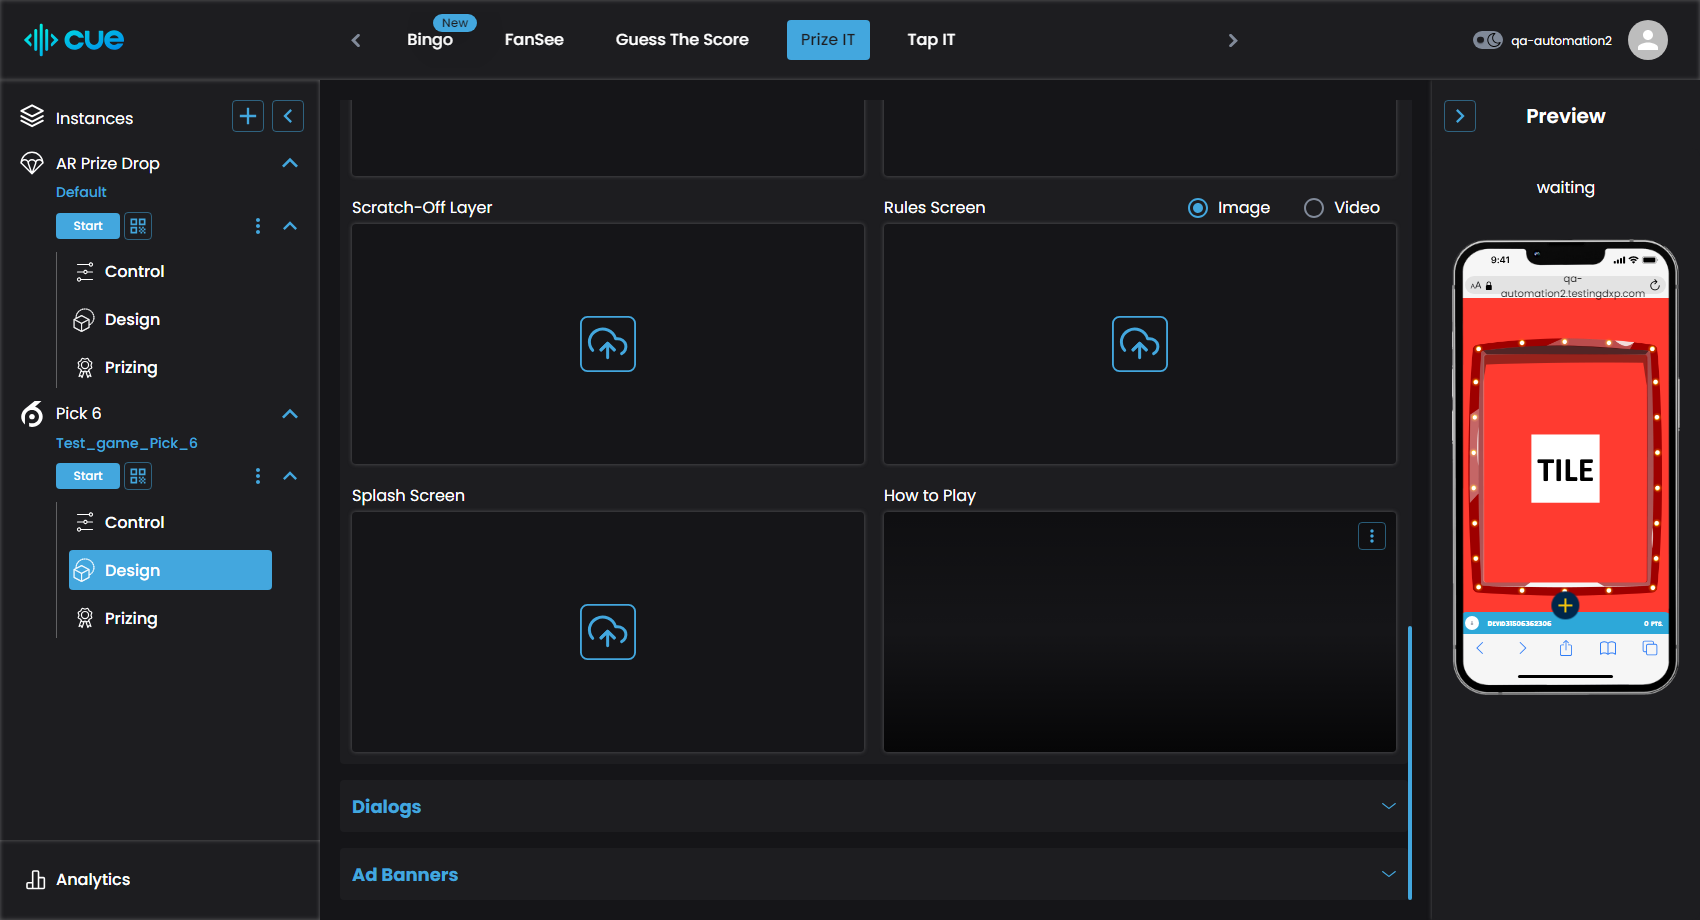 cue
New
Bingo
FanSee
Guess The Score
Prize IT
Tap IT
qa-automation2
Instances
AR Prize Drop
Default
Start
Control
Design
Prizing
Pick 6
Test_game_Pick_6
Start
Control
Design
Prizing
Analytics
Scratch-Off Layer
Rules Screen
Image
Video
Splash Screen
How to Play
Dialogs
Ad Banners
Preview
waiting
9:41
AA
qa-
automation2.testingdxp.com
TILE
DEVID31506362306
0 PTS.